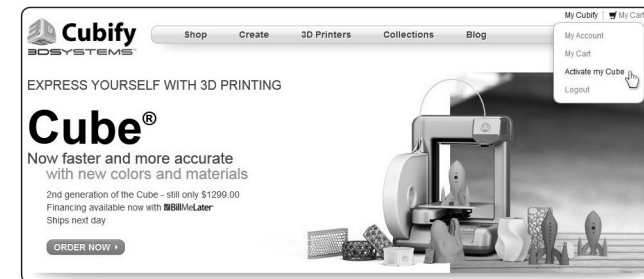 My Cubify | My Cart
Cubify
3DSYSTEMS™
Shop Create 3D Printers Collections Blog
My Account
My Cart
Activate my Cube
Logout
EXPRESS YOURSELF WITH 3D PRINTING
Cube®
Now faster and more accurate
with new colors and materials
2nd generation of the Cube - still only $1299.00
Financing available now with BillMeLater
Ships next day
ORDER NOW